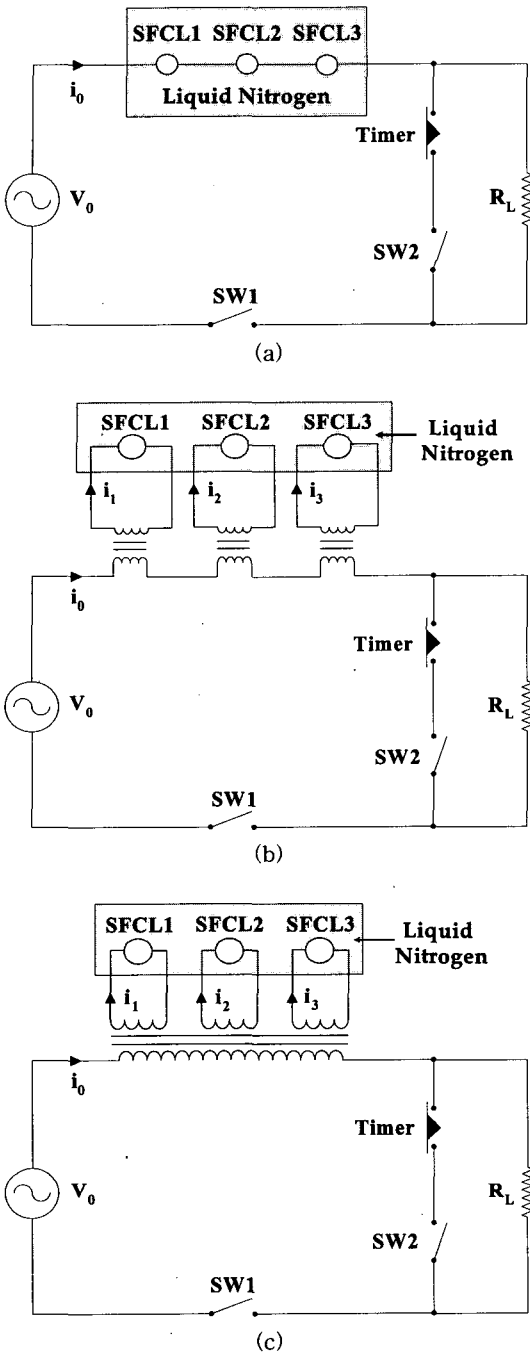 SFCL1 SFCL2 SFCL3
Liquid Nitrogen
i0
Timer
V0
RL
SW2
SW1
(a)
SFCL1 SFCL2 SFCL3
Liquid
Nitrogen
i1 i2 i3
i0
Timer
V0
RL
SW2
SW1
(b)
SFCL1 SFCL2 SFCL3
Liquid
Nitrogen
i1 i2 i3
i0
Timer
V0
RL
SW2
SW1
(c)